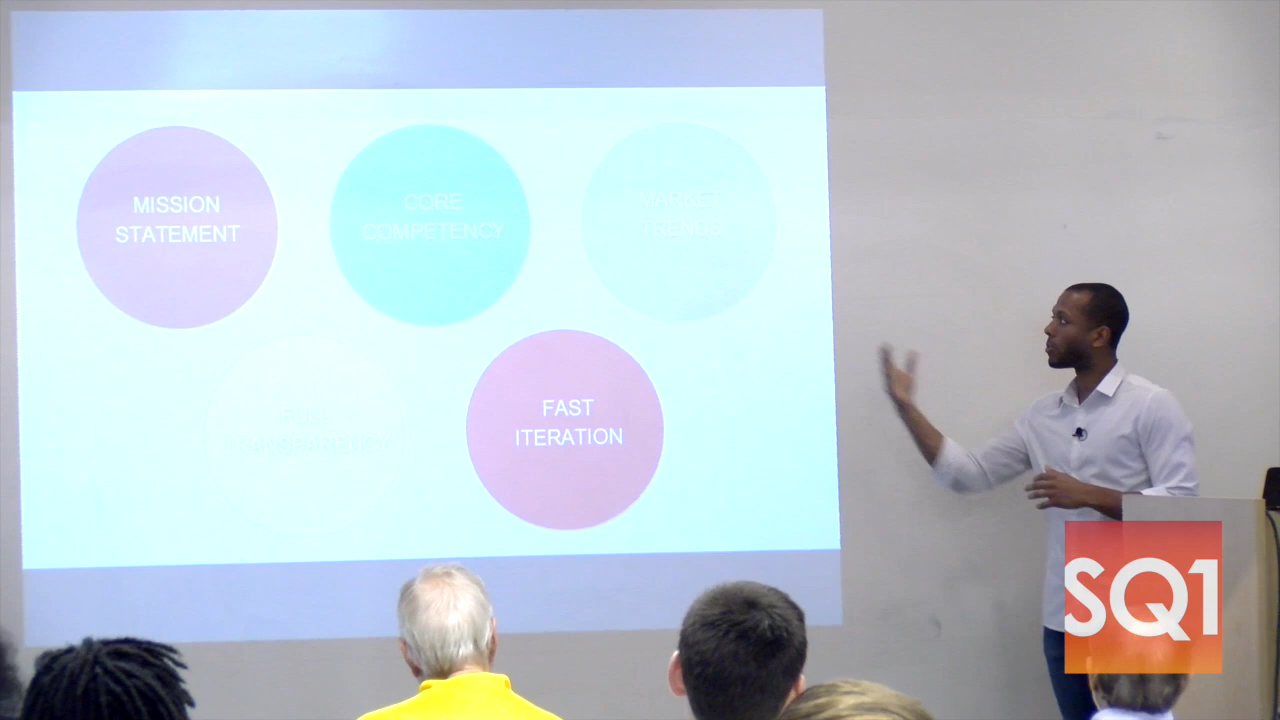 MISSION
STATEMENT
CORE
COMPETENCY
MARKET
TRENDS
FAST
ITERATION
SQ1